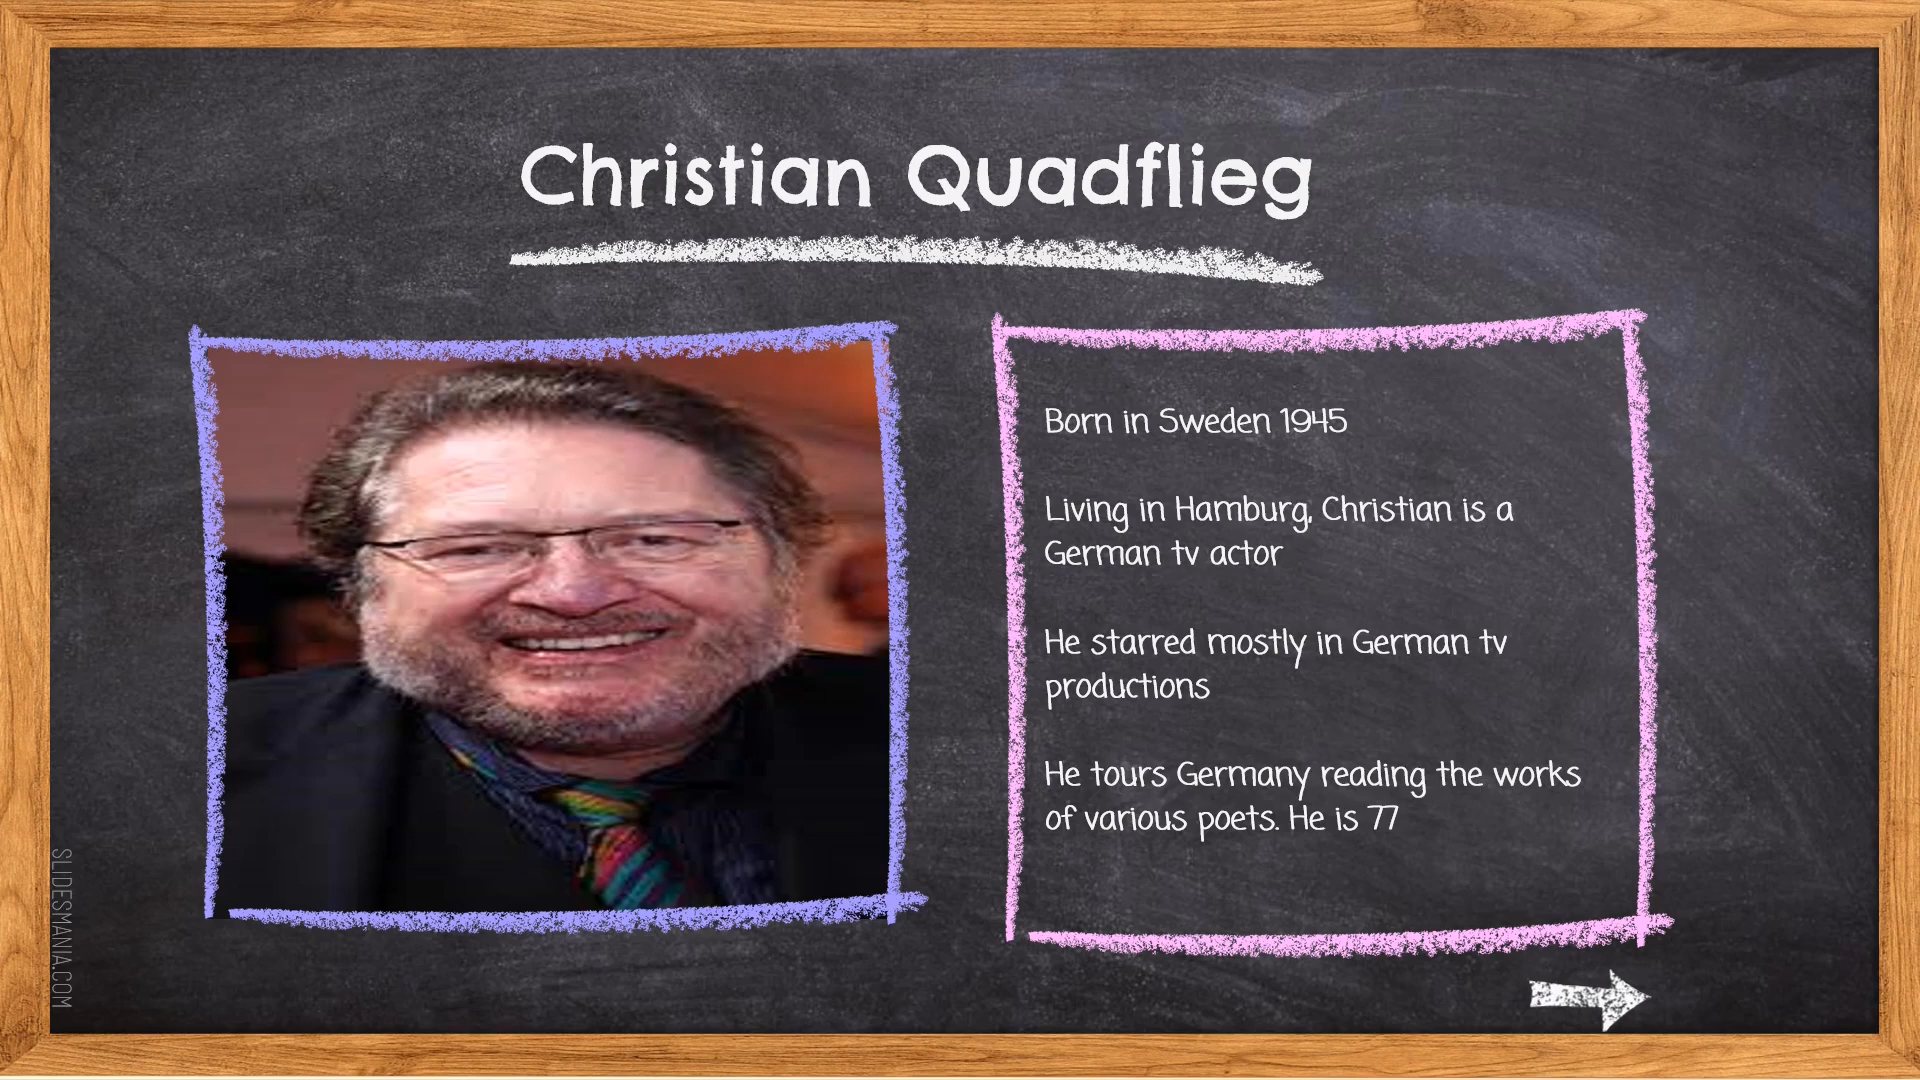 Christian Quadflieg
Born in Sweden 1945
Living in Hamburg, Christian is a
German tv actor
He starred mostly in German tv
productions
He tours Germany reading the works
of various poets. He is 77
SLIDESMANIA.COM